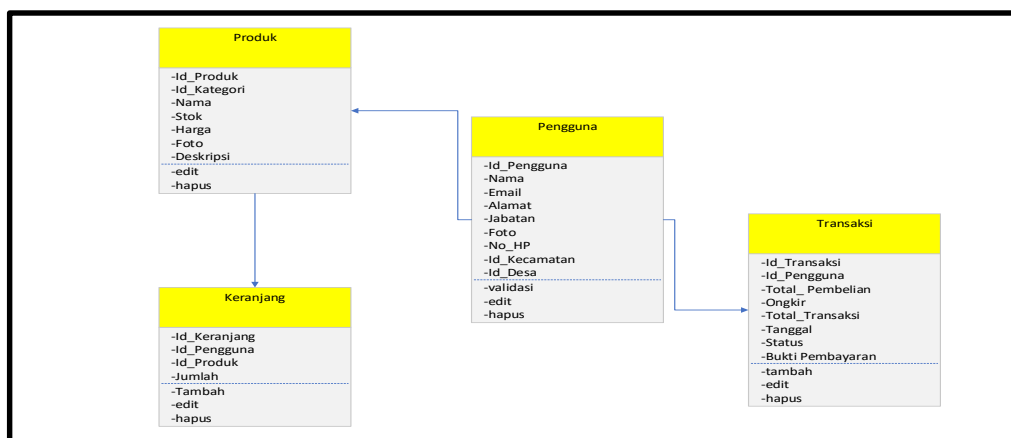 Produk
-Id_Produk
-Id_Kategori
-Nama
-Stok
-Harga
-Foto
-Deskripsi
-edit
-hapus
Pengguna
-Id_Pengguna
-Nama
-Email
-Alamat
-Jabatan
-Foto
-No_HP
-Id_Kecamatan
-Id_Desa
-validasi
-edit
-hapus
Transaksi
-Id_Transaksi
-Id_Pengguna
-Total_ Pembelian
-Ongkir
-Total_Transaksi
-Tanggal
-Status
-Bukti Pembayaran
-tambah
-edit
-hapus
Keranjang
-Id_Keranjang
-Id_Pengguna
-Id_Produk
-Jumlah
-Tambah
-edit
-hapus